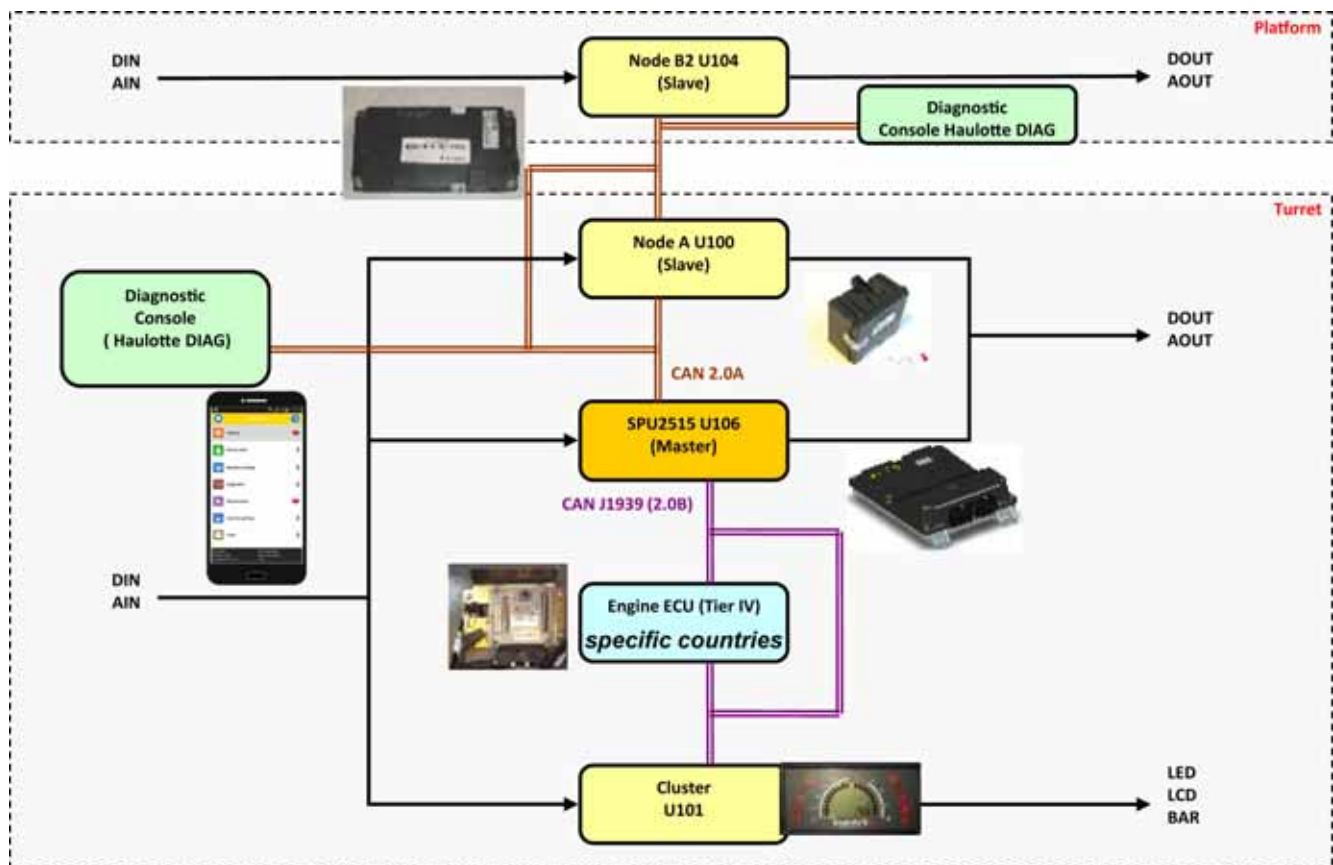 Platform
DIN
AIN
Node B2 U104
(Slave)
DOUT
AOUT
Diagnostic
Console Haulotte DIAG
Turret
Node A U100
(Slave)
Diagnostic
Console
( Haulotte DIAG)
DOUT
AOUT
CAN 2.0A
SPU2515 U106
(Master)
CAN J1939 (2.0B)
DIN
AIN
Engine ECU (Tier IV)
specific countries
Cluster
U101
LED
LCD
BAR